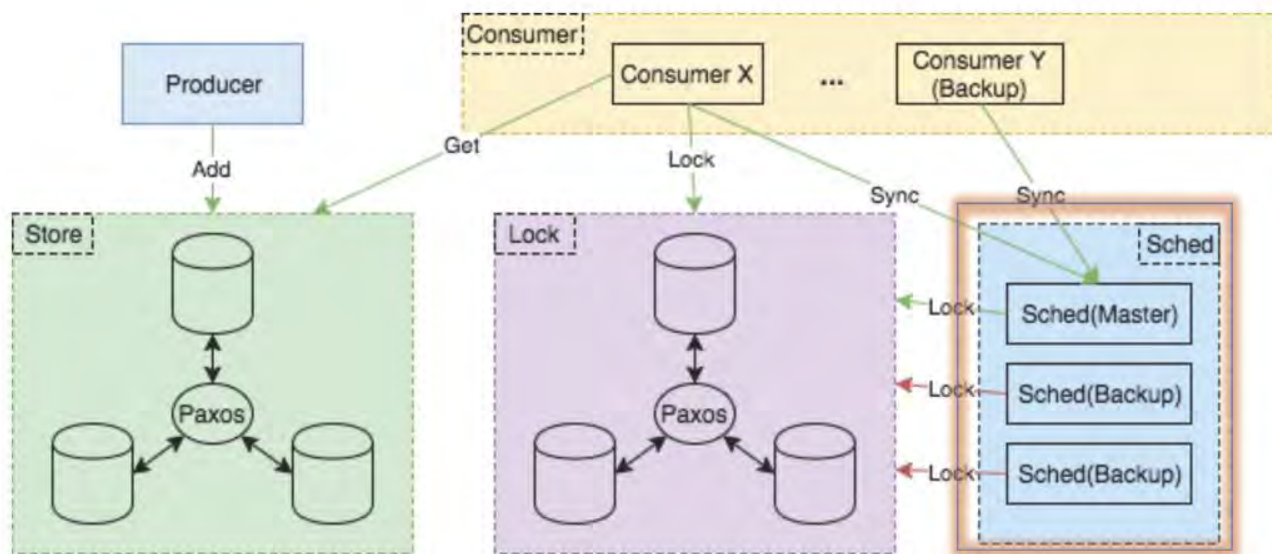 Consumer
Producer
Consumer X
...
Consumer Y
(Backup)
Add
Get
Lock
Sync
Sync
Store
Lock
Sched
Paxos
Paxos
Lock
Sched(Master)
Lock
Sched(Backup)
Lock
Sched(Backup)